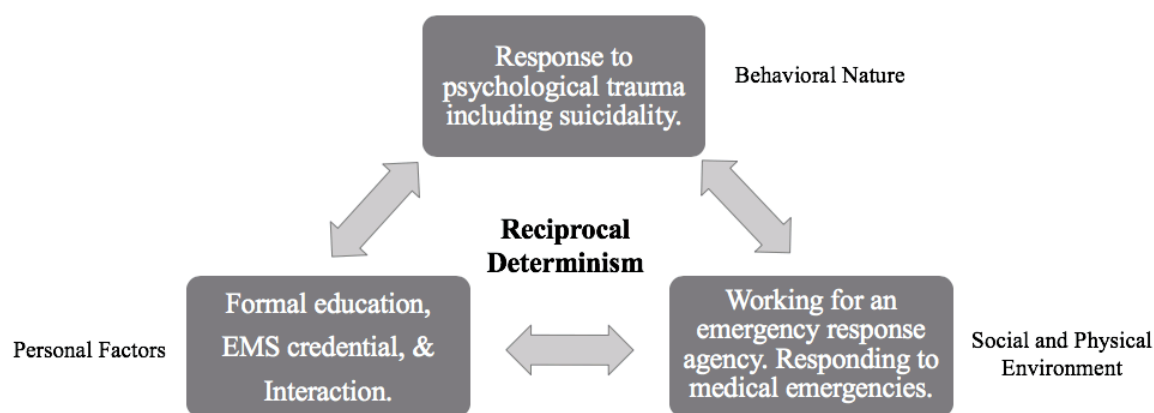 Response to
psychological trauma
including suicidality.
Behavioral Nature
Reciprocal
Determinism
Personal Factors
Formal education,
EMS credential, &
Interaction.
Working for an
emergency response
agency. Responding to
medical emergencies.
Social and Physical
Environment